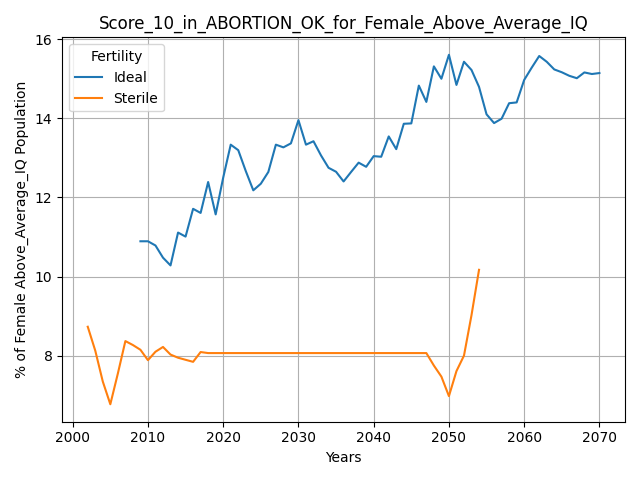 Score_10_in_ABORTION_OK_for_Female_Above_Average_IQ
% of Female Above_Average_IQ Population
16
14
12
10
8
Fertility
Ideal
Sterile
2000 2010 2020 2030 2040 2050 2060 2070
Years